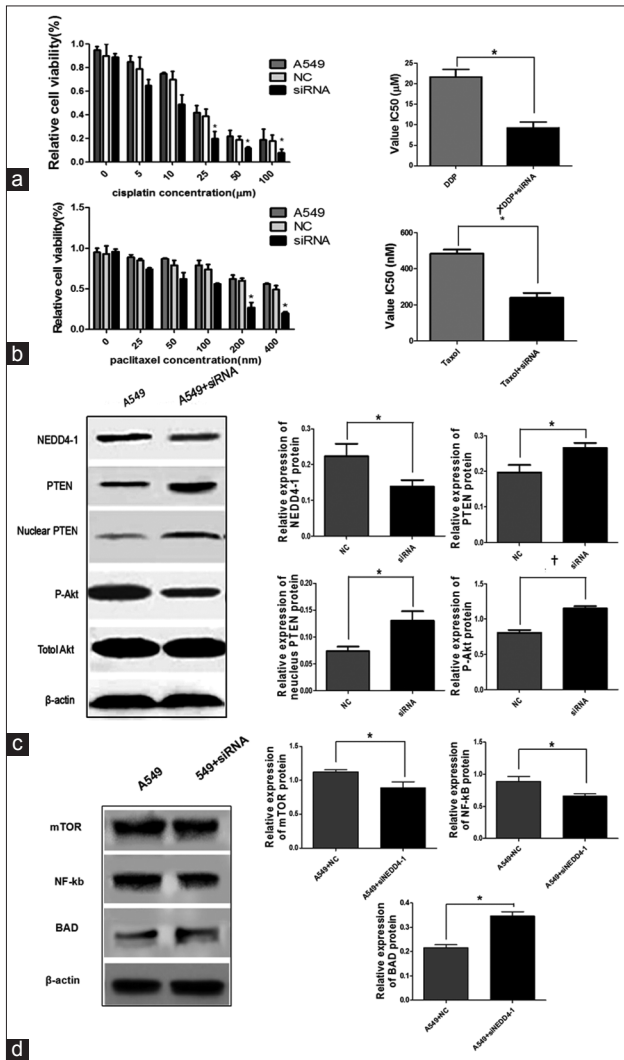 Relative cell viability(%)
1.0
0.8
0.6
0.4
0.2
0.0
A549
NC
siRNA
*
*
*
0
5
10
25
50
100
cisplatin concentration(μm)
Value IC50 (μM)
25
20
15
10
5
0
*
DDP
DDP+siRNA
a
Relative cell viability(%)
1.5
1.0
0.5
0.0
A549
NC
siRNA
*
*
0
25
50
100
200
400
paclitaxel concentration(nm)
Value IC50 (nM)
600
400
200
0
†
*
Taxol
Taxol+siRNA
b
A549
A549+siRNA
NEDD4-1
PTEN
Nuclear PTEN
P-Akt
Totol Akt
β-actin
Relative expression of
NEDD4-1 protein
0.3
0.2
0.1
0.0
*
NC
siRNA
Relative expression of
PTEN protein
0.3
0.2
0.1
0.0
*
NC
siRNA
Relative expression of
neucleus PTEN protein
0.20
0.15
0.10
0.05
0.00
*
NC
siRNA
Relative expression of
P-Akt protein
1.5
1.0
0.5
0.0
†
NC
siRNA
c
A549
549+siRNA
mTOR
NF-kb
BAD
β-actin
Relative expression
of mTOR protein
1.5
1.0
0.5
0.0
*
A549+NC
A549+siNEDD4-1
Relative expression
of NF-kB protein
1.5
1.0
0.5
0.0
*
A549+NC
A549+siNEDD4-1
Relative expression
of BAD protein
0.4
0.3
0.2
0.1
0.0
*
A549+NC
A549+siNEDD4-1
d